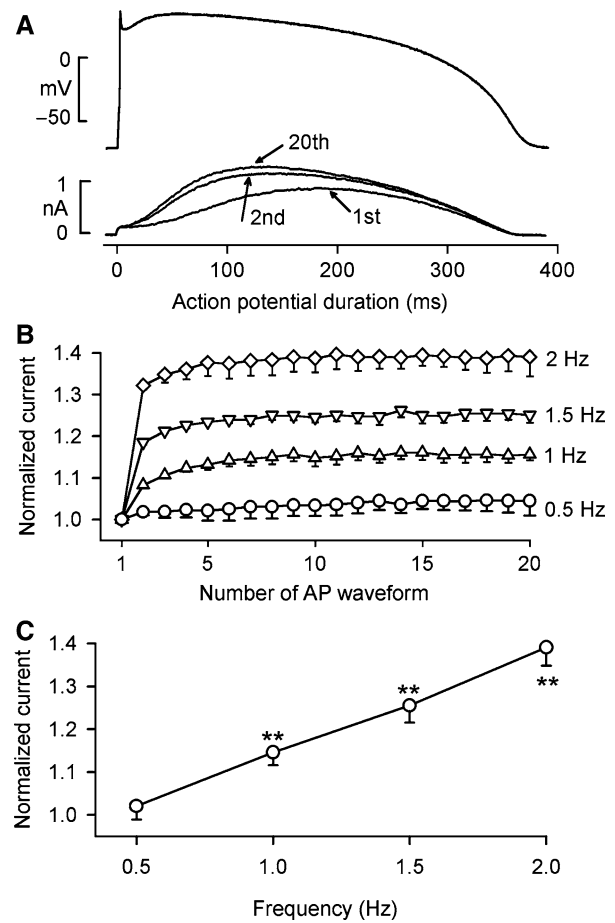 A
0
mV
−50
20th
1
nA
0
2nd
1st
0 100 200 300 400
Action potential duration (ms)
B
Normalized current
1.4
1.3
1.2
1.1
1.0
2 Hz
1.5 Hz
1 Hz
0.5 Hz
1 5 10 15 20
Number of AP waveform
C
Normalized current
1.4
1.3
1.2
1.1
1.0
**
**
**
0.5 1.0 1.5 2.0
Frequency (Hz)